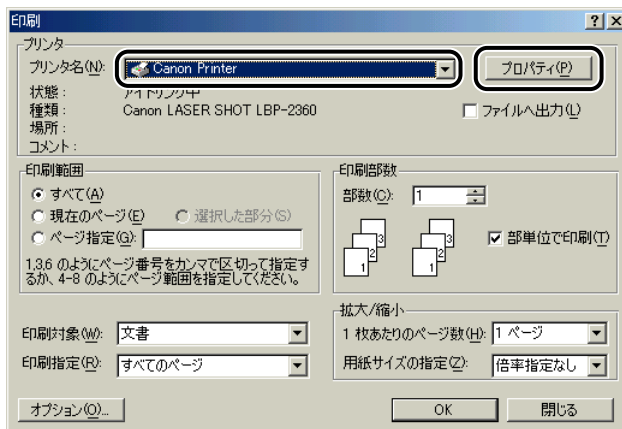 印刷
プリンタ
プリンタ名(N): Canon Printer プロパティ(P)
状態: アイドリング中
種類: Canon LASER SHOT LBP-2360 ファイルへ出力(L)
場所:
コメント:
印刷範囲
すべて(A)
現在のページ(E) 選択した部分(S)
ページ指定(G):
1,3,6 のようにページ番号をカンマで区切って指定す
るか、4-8 のようにページ範囲を指定してください。
印刷部数
部数(C): 1
1 2 3 1 2 3
部単位で印刷(T)
印刷対象(W): 文書
印刷指定(R): すべてのページ
拡大/縮小
1 枚あたりのページ数(H): 1 ページ
用紙サイズの指定(Z): 倍率指定なし
オプション(O)... OK 閉じる